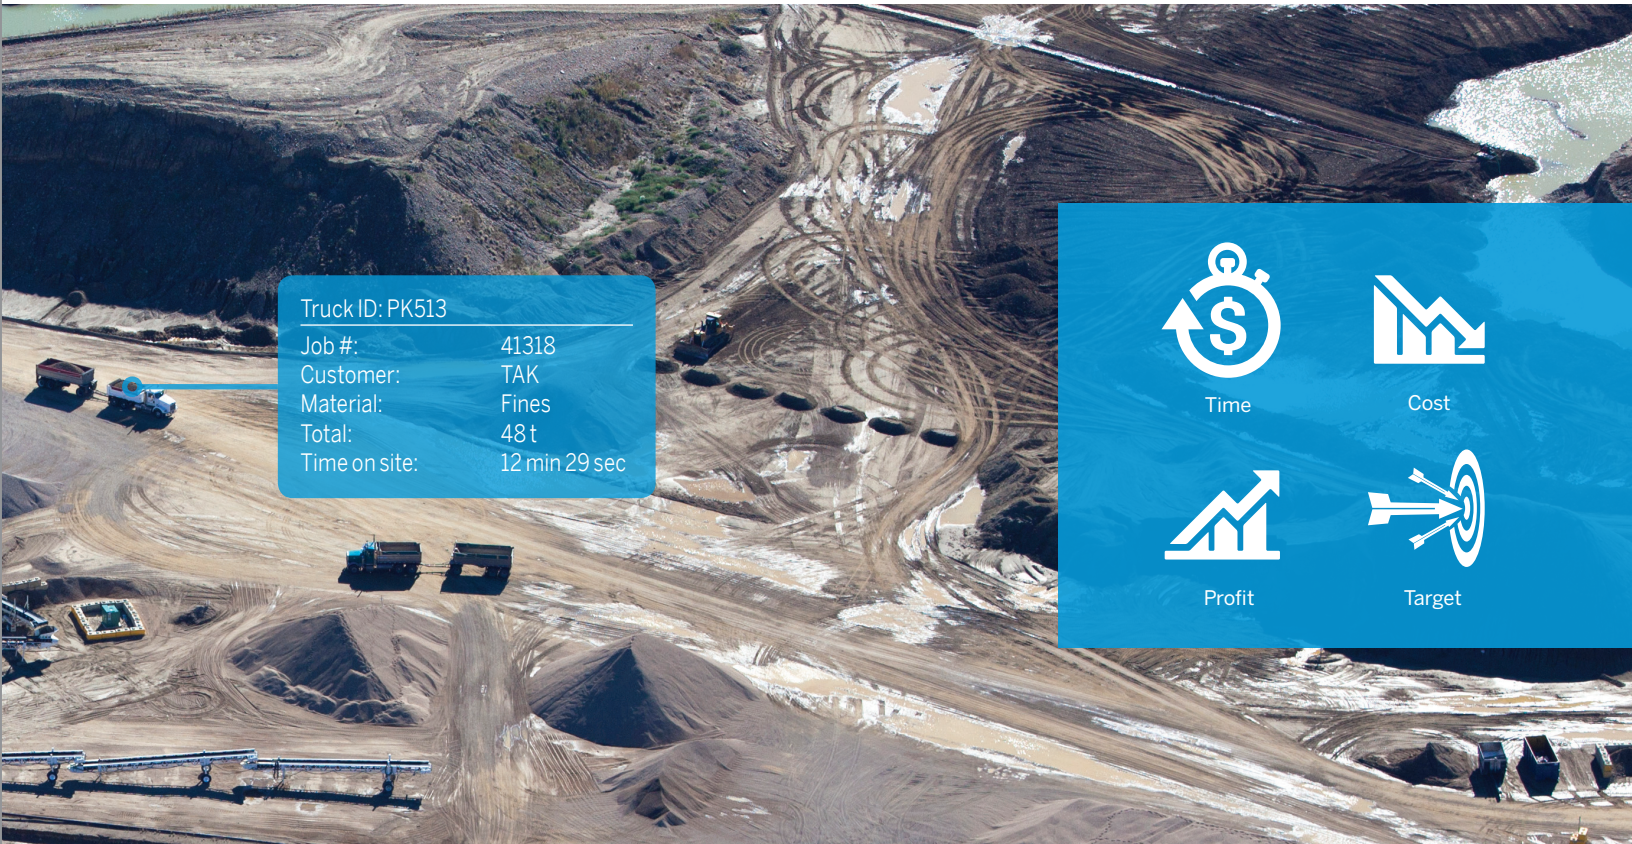 Truck ID: PK513
Job #: 41318
Customer: TAK
Material: Fines
Total: 48 t
Time on site: 12 min 29 sec
$
Time
Cost
Profit
Target